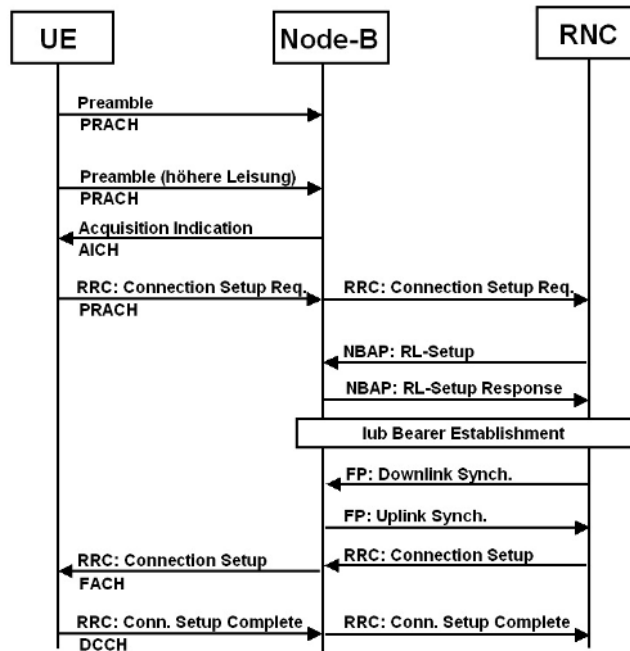 UE
Node-B
RNC
Preamble
PRACH
Preamble (höhere Leisung)
PRACH
Acquisition Indication
AICH
RRC: Connection Setup Req.
RRC: Connection Setup Req.
PRACH
NBAP: RL-Setup
NBAP: RL-Setup Response
Iub Bearer Establishment
FP: Downlink Synch.
FP: Uplink Synch.
RRC: Connection Setup
RRC: Connection Setup
FACH
RRC: Conn. Setup Complete
RRC: Conn. Setup Complete
DCCH